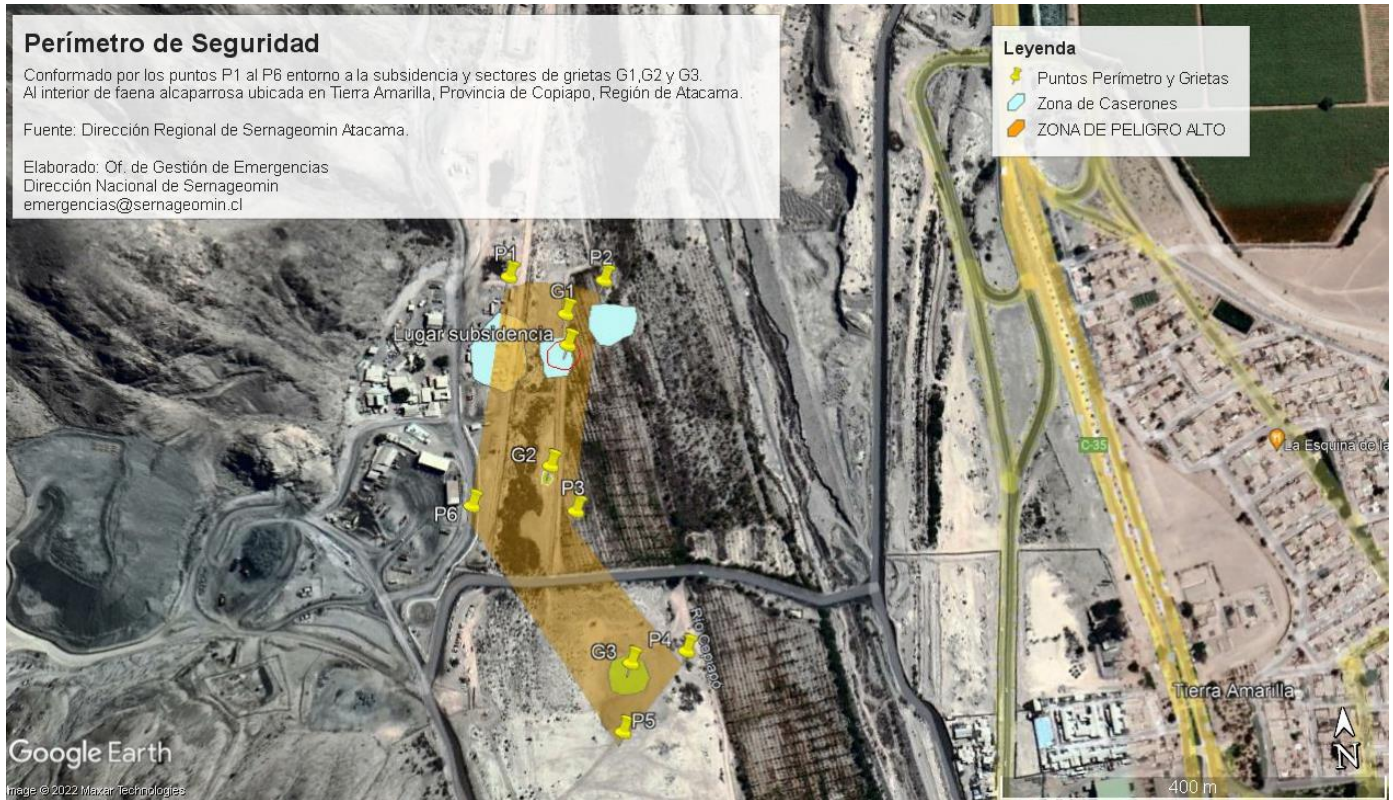 Perímetro de Seguridad
Conformado por los puntos P1 al P6 entorno a la subsidencia y sectores de grietas G1,G2 y G3.
Al interior de faena alcaparrosa ubicada en Tierra Amarilla, Provincia de Copiapo, Región de Atacama.
Fuente: Dirección Regional de Sernageomin Atacama.
Elaborado: Of. de Gestión de Emergencias
Dirección Nacional de Sernageomin
emergencias@sernageomin.cl
Leyenda
Puntos Perímetro y Grietas
Zona de Caserones
ZONA DE PELIGRO ALTO
P1
P2
G1
Lugar subsidencia
G2
P3
P6
C-35
La Esquina de la
Río Copiapó
P4
G3
P5
Tierra Amarilla
N
Google Earth
400 m
Image © 2022 Maxar Technologies